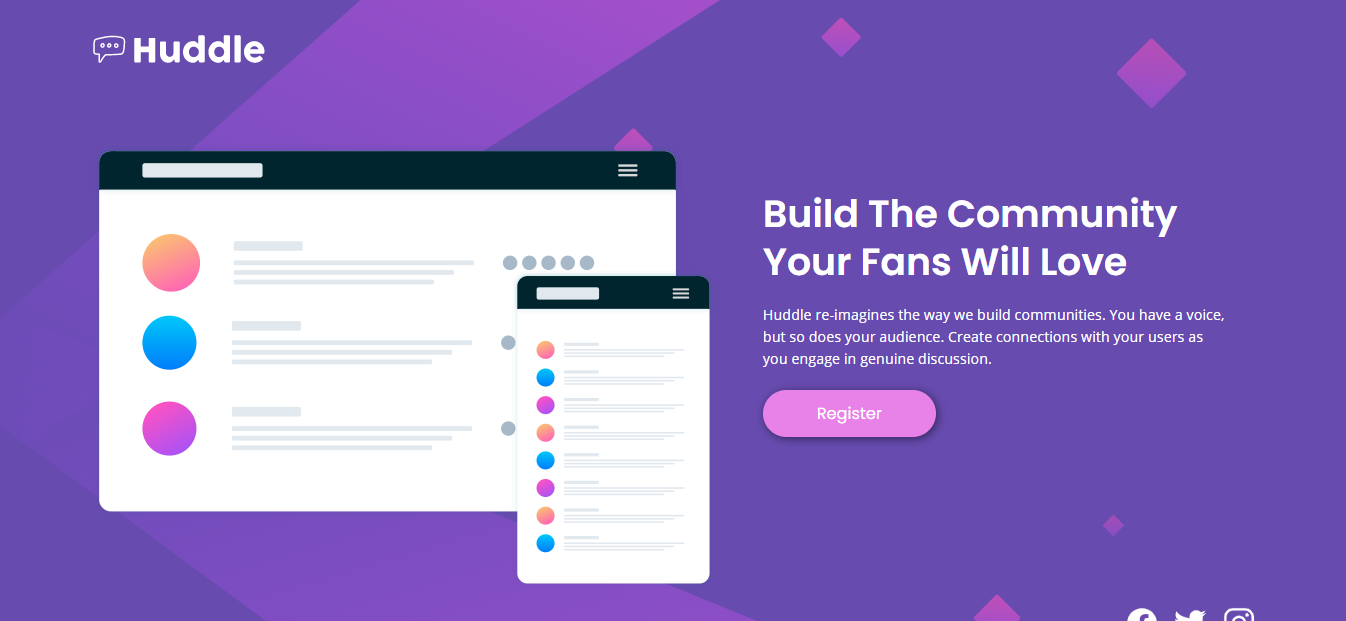 Huddle
Build The Community
Your Fans Will Love
Huddle re-imagines the way we build communities. You have a voice,
but so does your audience. Create connections with your users as
you engage in genuine discussion.
Register